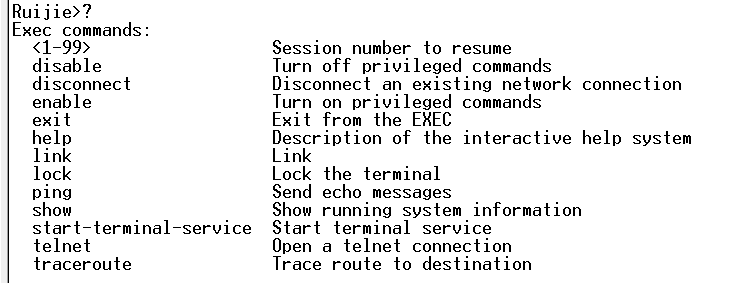 Ruijie>?
Exec commands:
  <1-99>                  Session number to resume
  disable                 Turn off privileged commands
  disconnect              Disconnect an existing network connection
  enable                  Turn on privileged commands
  exit                    Exit from the EXEC
  help                    Description of the interactive help system
  link                    Link
  lock                    Lock the terminal
  ping                    Send echo messages
  show                    Show running system information
  start-terminal-service  Start terminal service
  telnet                  Open a telnet connection
  traceroute              Trace route to destination